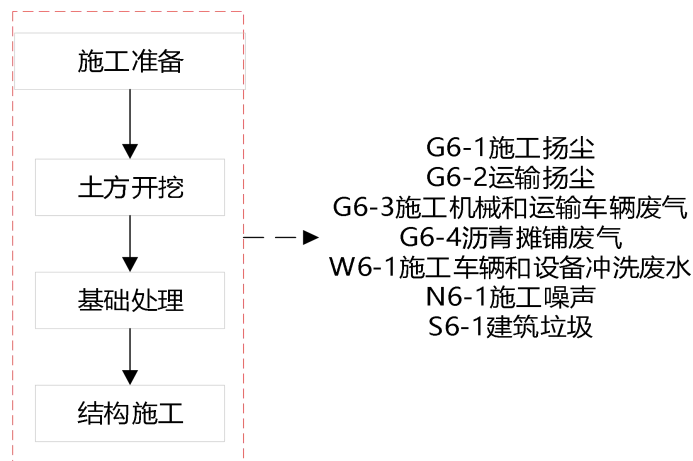 施工准备
土方开挖
基础处理
结构施工
G6-1施工扬尘
G6-2运输扬尘
G6-3施工机械和运输车辆废气
G6-4沥青摊铺废气
W6-1施工车辆和设备冲洗废水
N6-1施工噪声
S6-1建筑垃圾